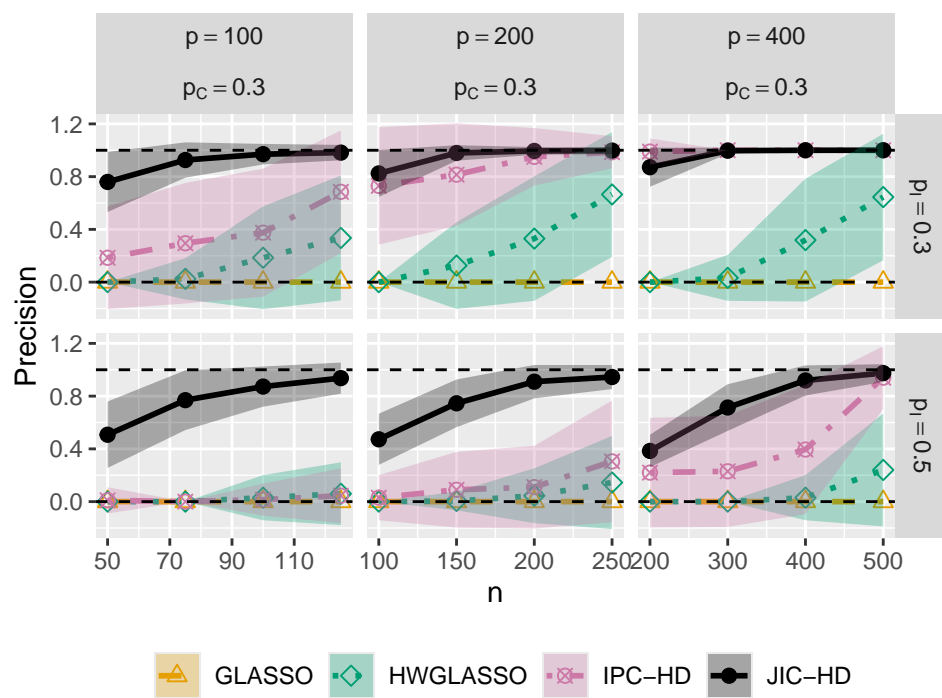 p = 100 p = 200 p = 400
p_C = 0.3 p_C = 0.3 p_C = 0.3
1.2
0.8
0.4
0.0
p_I = 0.3
Precision
1.2
0.8
0.4
0.0
p_I = 0.5
50 75 90 110 100 150 200 250 200 300 400 500
n
GLASSO HWGLASSO IPC−HD JIC−HD